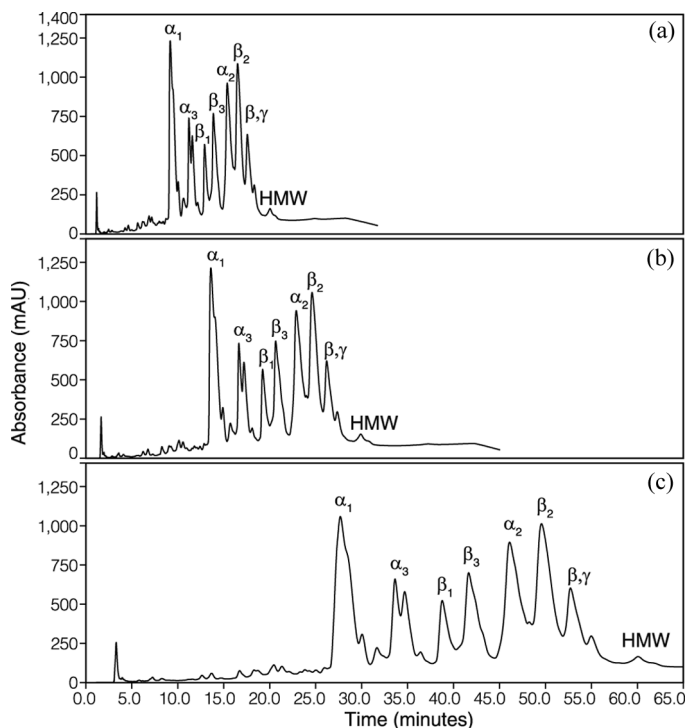 1,400
(a)
α₁
1,250
β₂
1,000
α₂
750
α₃
β₃
β,γ
β₁
500
250
HMW
0
(b)
1,250
α₁
β₂
1,000
α₂
750
α₃
β₃
β,γ
500
β₁
250
HMW
0
Absorbance (mAU)
(c)
1,250
α₁
β₂
1,000
α₂
750
α₃
β₃
β,γ
500
β₁
250
HMW
0
0.0 5.0 10.0 15.0 20.0 25.0 30.0 35.0 40.0 45.0 50.0 55.0 60.0 65.0
Time (minutes)